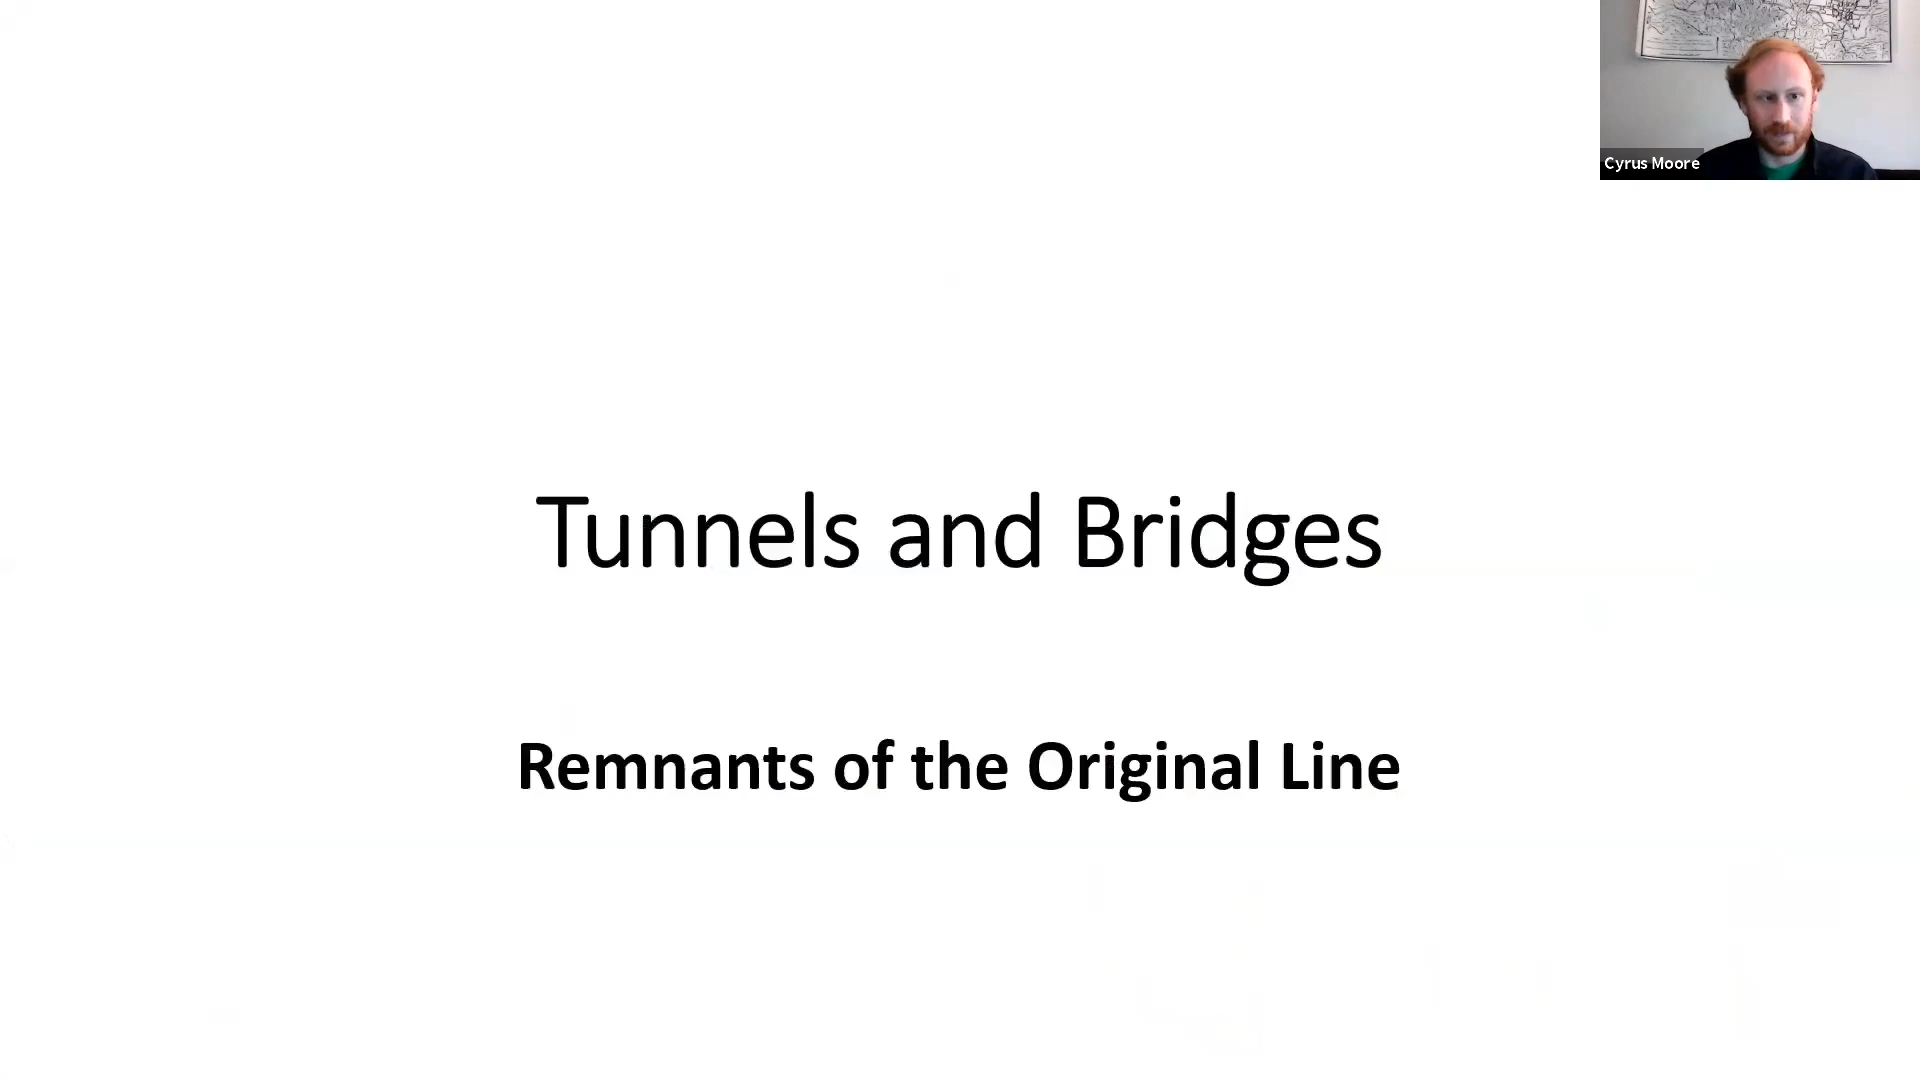 Cyrus Moore
Tunnels and Bridges
Remnants of the Original Line